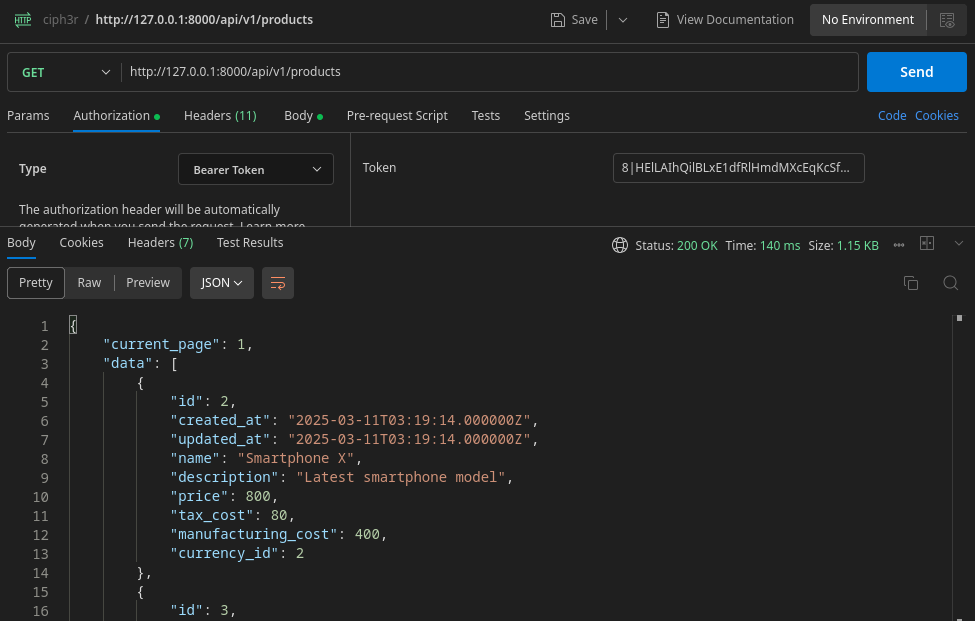 HTTP ciph3r / http://127.0.0.1:8000/api/v1/products Save View Documentation No Environment
GET http://127.0.0.1:8000/api/v1/products Send
Params Authorization Headers (11) Body Pre-request Script Tests Settings Code Cookies
Type Bearer Token Token 8|HElLAIhQilBLxE1dfRlHmdMXcEqKcSf...
The authorization header will be automatically
generated when you send the request. Learn more
Body Cookies Headers (7) Test Results Status: 200 OK Time: 140 ms Size: 1.15 KB
Pretty Raw Preview JSON
1 {
2 "current_page": 1,
3 "data": [
4 {
5 "id": 2,
6 "created_at": "2025-03-11T03:19:14.000000Z",
7 "updated_at": "2025-03-11T03:19:14.000000Z",
8 "name": "Smartphone X",
9 "description": "Latest smartphone model",
10 "price": 800,
11 "tax_cost": 80,
12 "manufacturing_cost": 400,
13 "currency_id": 2
14 },
15 {
16 "id": 3,